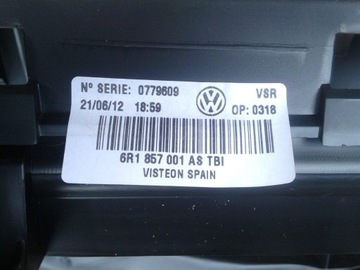 Nº SERIE: 0779609 VSR
21/06/12 18:59 OP: 0318
6R1 857 001 AS TBI
VISTEON SPAIN